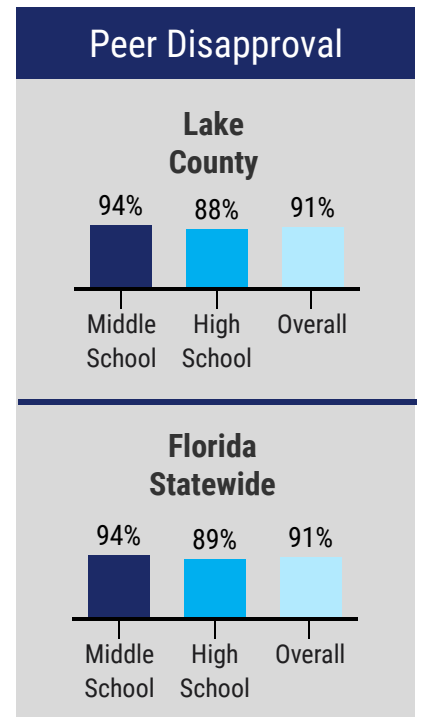 Peer Disapproval
Lake
County
94% 88% 91%
Middle High Overall
School School
Florida
Statewide
94% 89% 91%
Middle High Overall
School School